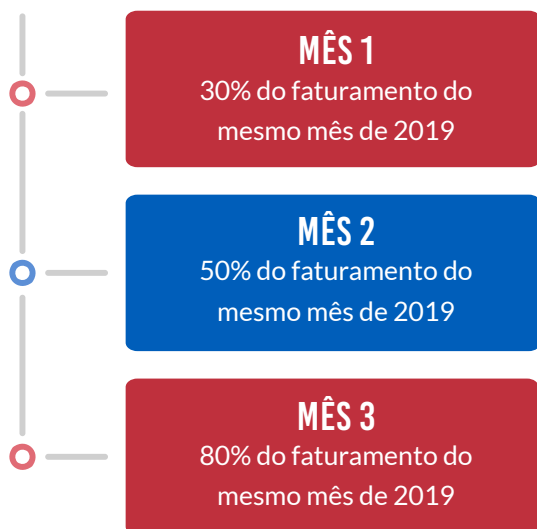 MÊS 1
30% do faturamento do
mesmo mês de 2019
MÊS 2
50% do faturamento do
mesmo mês de 2019
MÊS 3
80% do faturamento do
mesmo mês de 2019